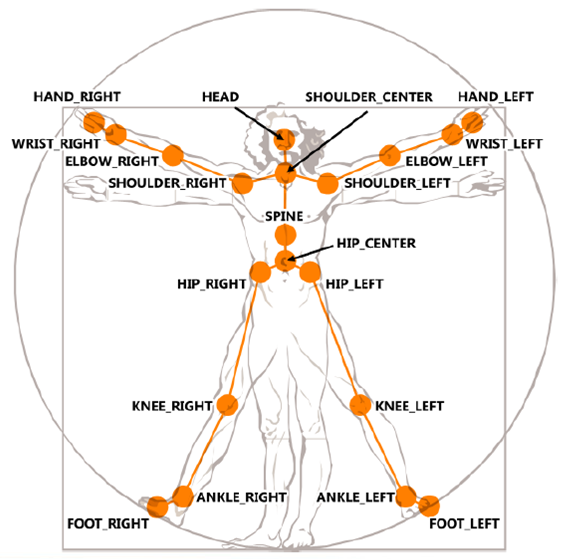 HAND_RIGHT
HEAD
SHOULDER_CENTER
HAND_LEFT
WRIST_RIGHT
WRIST_LEFT
ELBOW_RIGHT
ELBOW_LEFT
SHOULDER_RIGHT
SHOULDER_LEFT
SPINE
HIP_CENTER
HIP_RIGHT
HIP_LEFT
KNEE_RIGHT
KNEE_LEFT
ANKLE_RIGHT
ANKLE_LEFT
FOOT_RIGHT
FOOT_LEFT